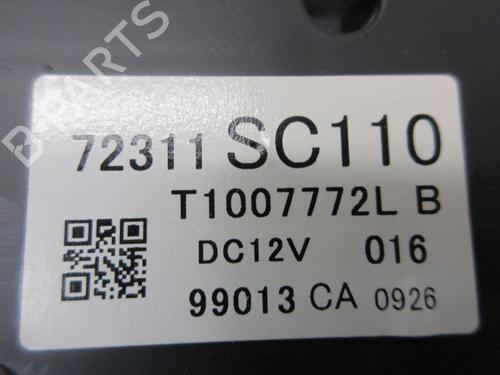 B-PARTS
72311 SC110
T1007772L B
DC12V 016
99013 CA 0926